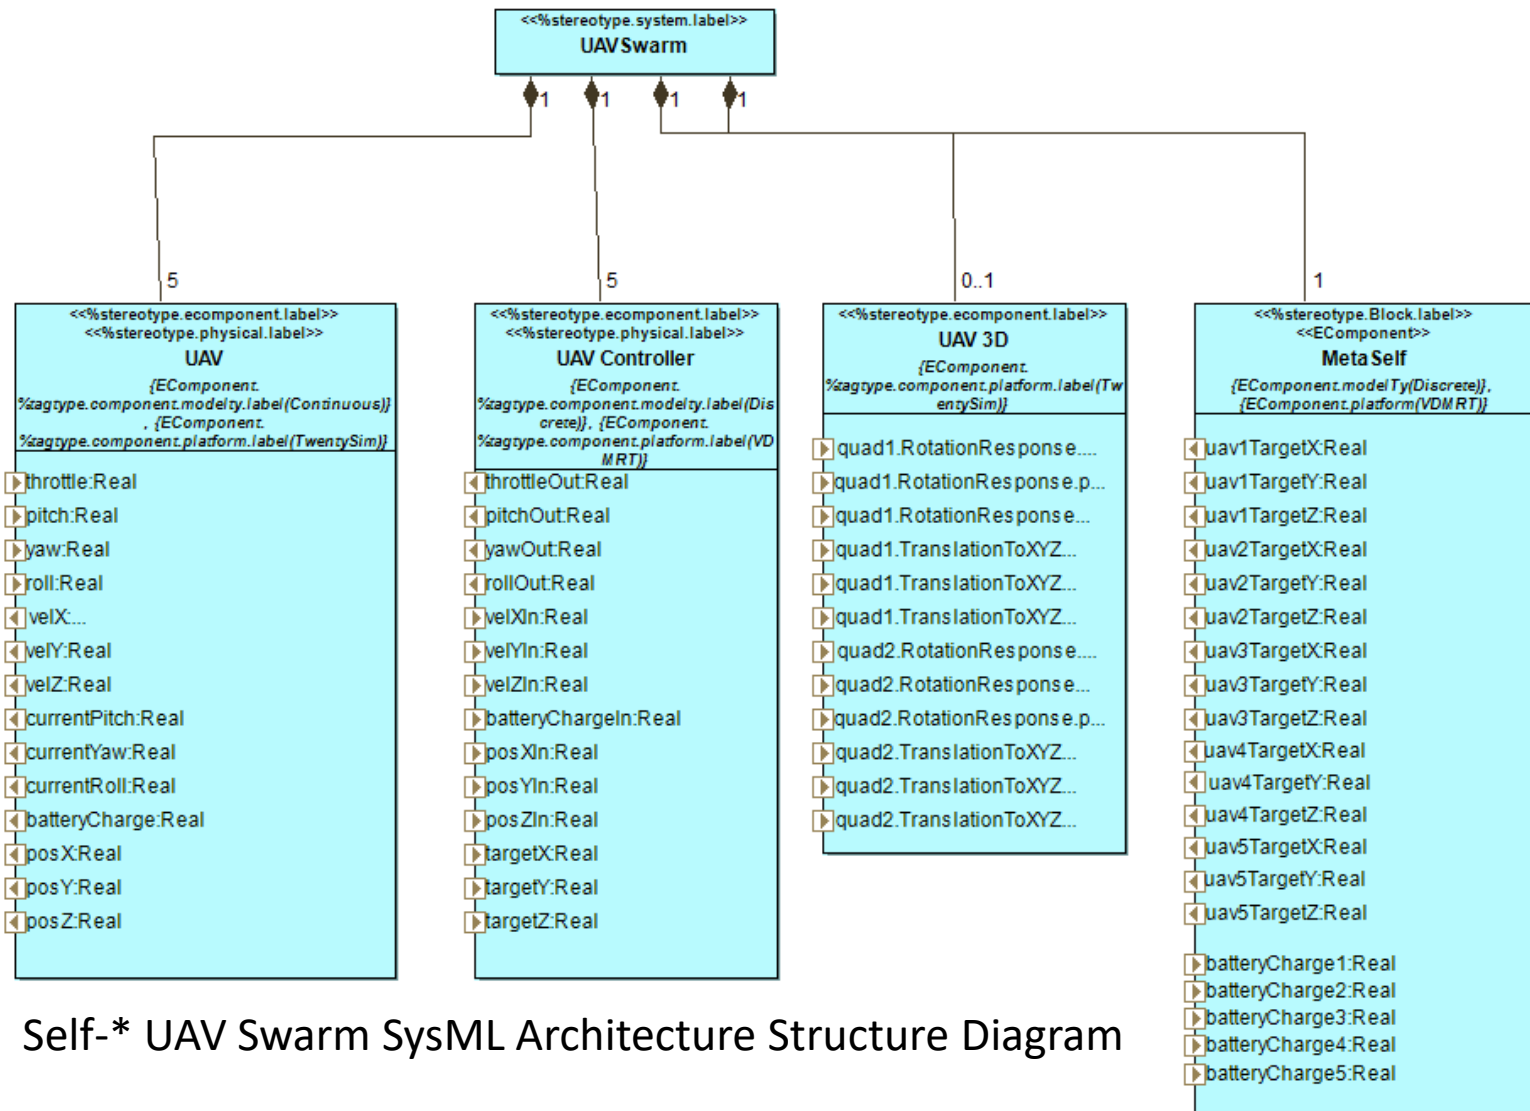 <<%stereotype.system.label>>
UAVSwarm
1
1
1
1
5
5
0..1
1
<<%stereotype.ecomponent.label>>
<<%stereotype.physical.label>>
UAV
{EComponent.
%tagtype.component.modelty.label(Continuous)}
, {EComponent.
%tagtype.component.platform.label(TwentySim)}
throttle:Real
pitch:Real
yaw:Real
roll:Real
velX:...
velY:Real
velZ:Real
currentPitch:Real
currentYaw:Real
currentRoll:Real
batteryCharge:Real
posX:Real
posY:Real
posZ:Real
<<%stereotype.ecomponent.label>>
<<%stereotype.physical.label>>
UAV Controller
{EComponent.
%tagtype.component.modelty.label(Dis
crete)}, {EComponent.
%tagtype.component.platform.label(VD
MRT)}
throttleOut:Real
pitchOut:Real
yawOut:Real
rollOut:Real
velXIn:Real
velYIn:Real
velZIn:Real
batteryChargeIn:Real
posXIn:Real
posYIn:Real
posZIn:Real
targetX:Real
targetY:Real
targetZ:Real
<<%stereotype.ecomponent.label>>
UAV 3D
{EComponent.
%tagtype.component.platform.label(Tw
entySim)}
quad1.RotationResponse....
quad1.RotationResponse.p...
quad1.RotationResponse...
quad1.TranslationToXYZ...
quad1.TranslationToXYZ...
quad1.TranslationToXYZ...
quad2.RotationResponse....
quad2.RotationResponse...
quad2.RotationResponse.p...
quad2.TranslationToXYZ...
quad2.TranslationToXYZ...
quad2.TranslationToXYZ...
<<%stereotype.Block.label>>
<<EComponent>>
MetaSelf
{EComponent.modelTy(Discrete)},
{EComponent.platform(VDMRT)}
uav1TargetX:Real
uav1TargetY:Real
uav1TargetZ:Real
uav2TargetX:Real
uav2TargetY:Real
uav2TargetZ:Real
uav3TargetX:Real
uav3TargetY:Real
uav3TargetZ:Real
uav4TargetX:Real
uav4TargetY:Real
uav4TargetZ:Real
uav5TargetX:Real
uav5TargetY:Real
uav5TargetZ:Real
batteryCharge1:Real
batteryCharge2:Real
batteryCharge3:Real
batteryCharge4:Real
batteryCharge5:Real
Self-* UAV Swarm SysML Architecture Structure Diagram